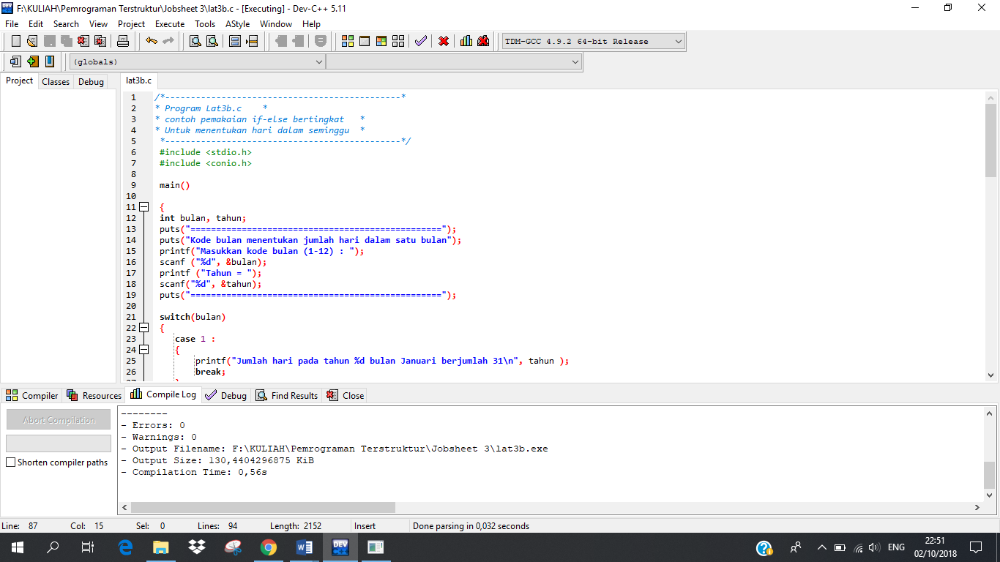 F:\KULIAH\Pemrograman Terstruktur\Jobsheet 3\lat3b.c - [Executing] - Dev-C++ 5.11
File Edit Search View Project Execute Tools AStyle Window Help
TDM-GCC 4.9.2 64-bit Release
(globals)
Project Classes Debug
lat3b.c
1 /*----------------------------------------------*
2 * Program Lat3b.c *
3 * contoh pemakaian if-else bertingkat *
4 * Untuk menentukan hari dalam seminggu *
5 *----------------------------------------------*/
6 #include <stdio.h>
7 #include <conio.h>
8
9 main()
10
11 {
12 int bulan, tahun;
13 puts("=================================================");
14 puts("Kode bulan menentukan jumlah hari dalam satu bulan");
15 printf("Masukkan kode bulan (1-12) : ");
16 scanf ("%d", &bulan);
17 printf ("Tahun = ");
18 scanf("%d", &tahun);
19 puts("=================================================");
20
21 switch(bulan)
22 {
23 case 1 :
24 {
25 printf("Jumlah hari pada tahun %d bulan Januari berjumlah 31\n", tahun );
26 break;
Compiler Resources Compile Log Debug Find Results Close
Abort Compilation
Shorten compiler paths
--------
- Errors: 0
- Warnings: 0
- Output Filename: F:\KULIAH\Pemrograman Terstruktur\Jobsheet 3\lat3b.exe
- Output Size: 130,4404296875 KiB
- Compilation Time: 0,56s
Line: 87 Col: 15 Sel: 0 Lines: 94 Length: 2152 Insert Done parsing in 0,032 seconds
DEV
ENG
22:51
02/10/2018